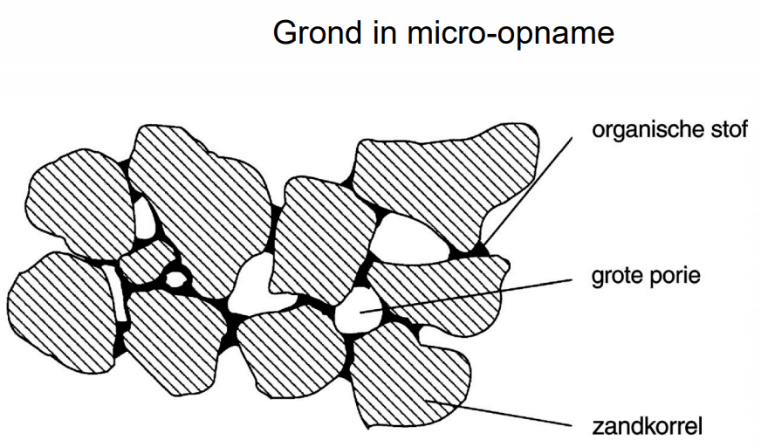 Grond in micro-opname
organische stof
grote porie
zandkorrel